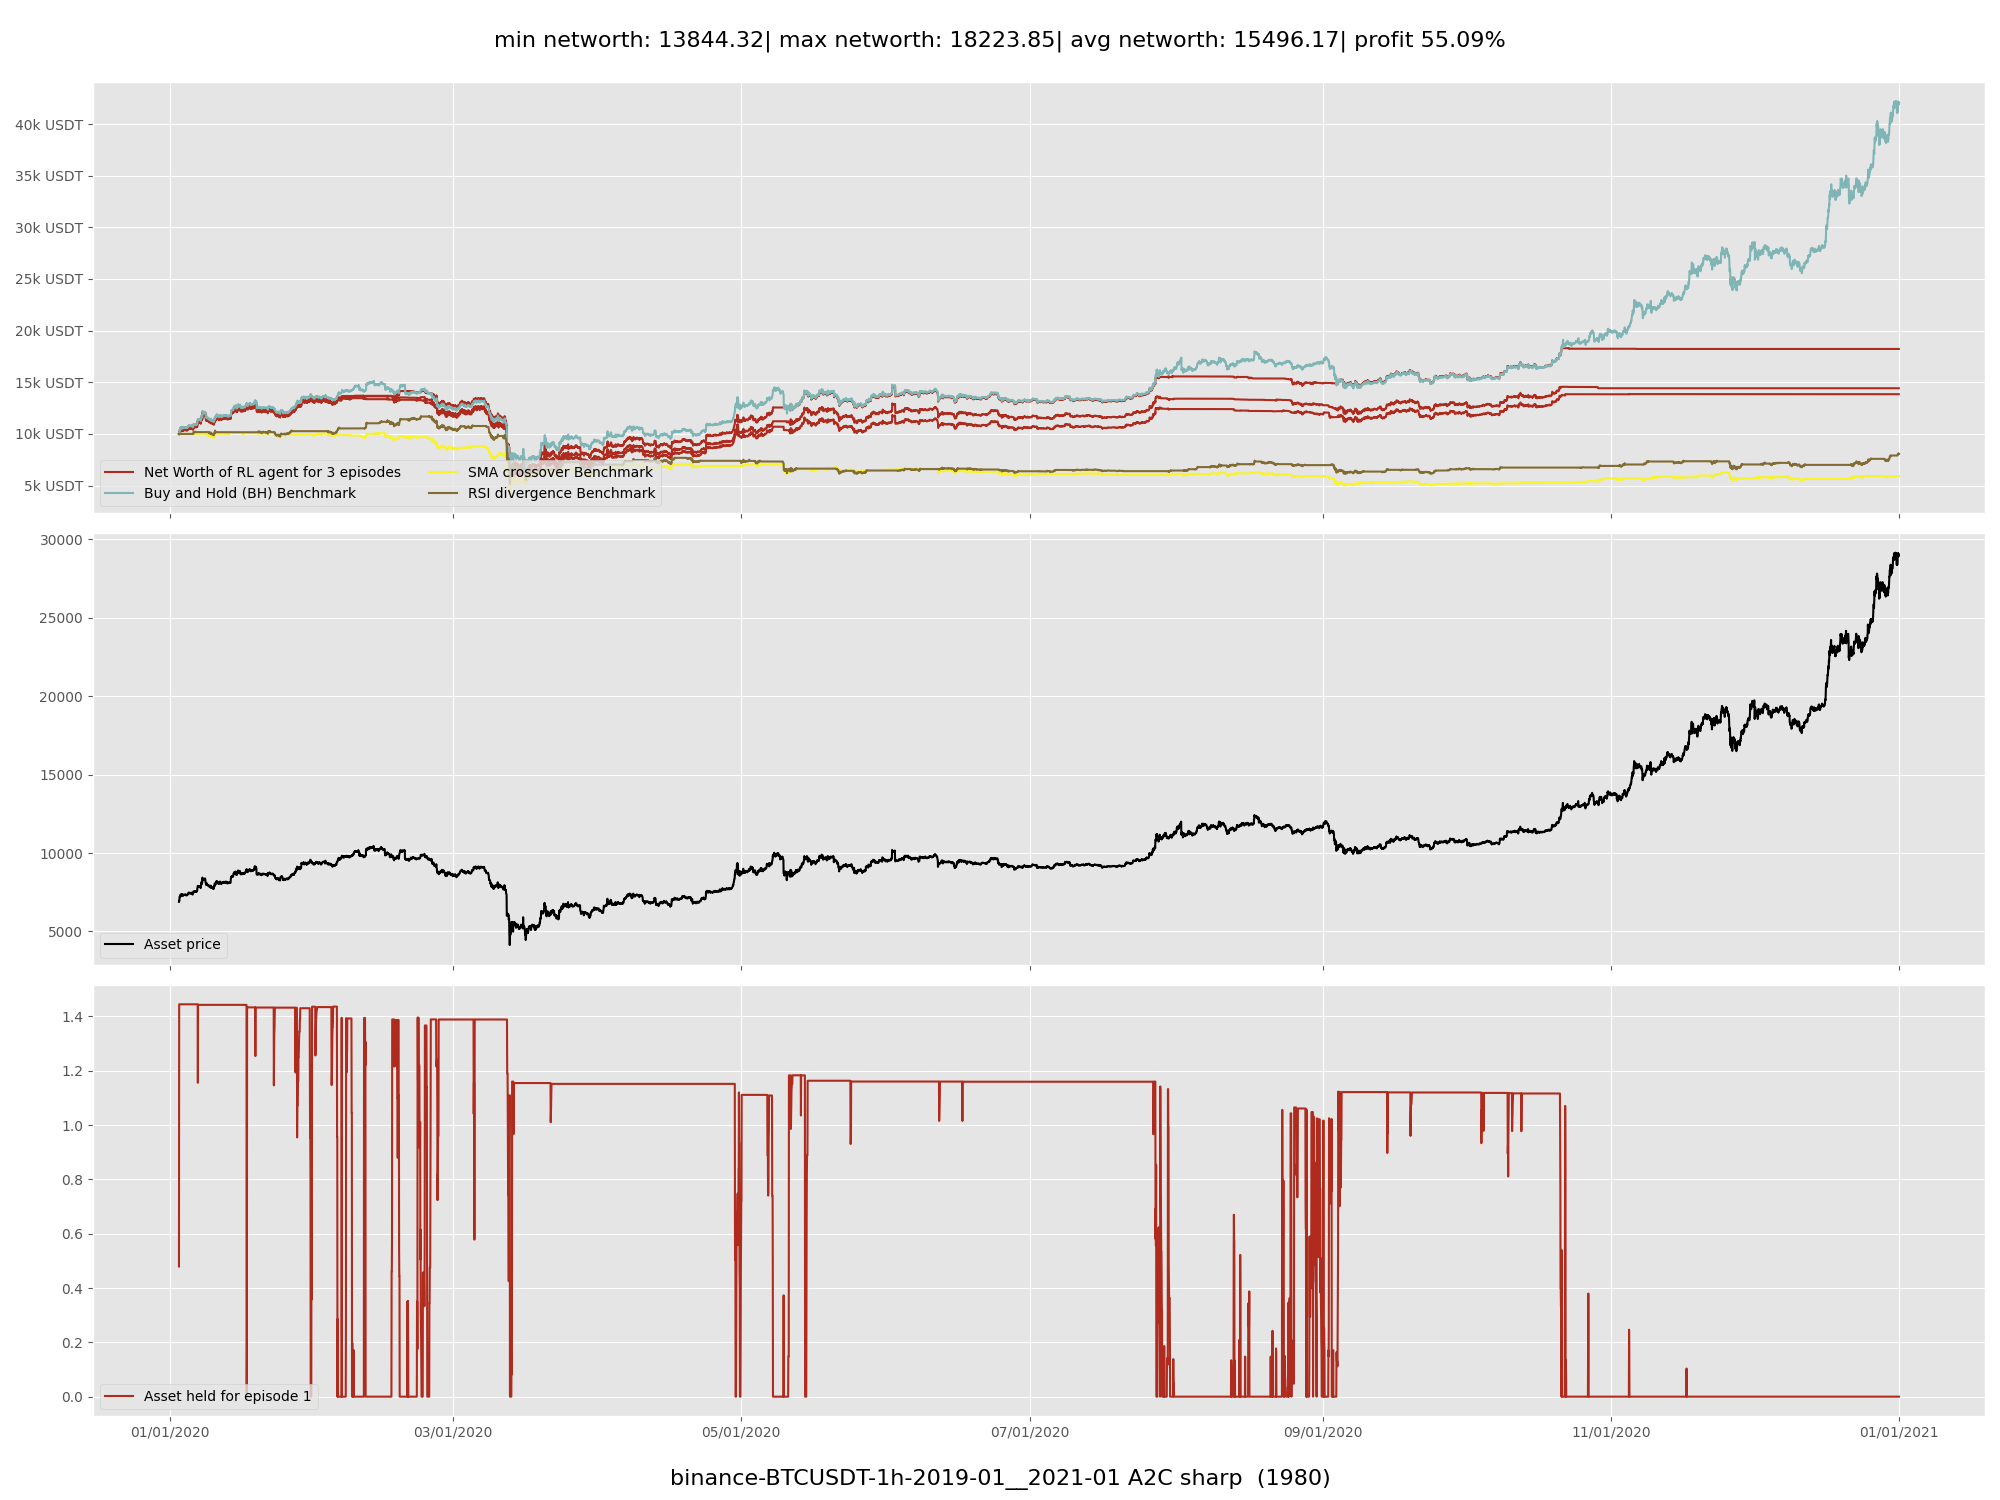 min networth: 13844.32| max networth: 18223.85| avg networth: 15496.17| profit 55.09%
40k USDT
35k USDT
30k USDT
25k USDT
20k USDT
15k USDT
10k USDT
5k USDT
Net Worth of RL agent for 3 episodes
Buy and Hold (BH) Benchmark
SMA crossover Benchmark
RSI divergence Benchmark
30000
25000
20000
15000
10000
5000
Asset price
1.4
1.2
1.0
0.8
0.6
0.4
0.2
0.0
Asset held for episode 1
01/01/2020 03/01/2020 05/01/2020 07/01/2020 09/01/2020 11/01/2020 01/01/2021
binance-BTCUSDT-1h-2019-01__2021-01 A2C sharp  (1980)